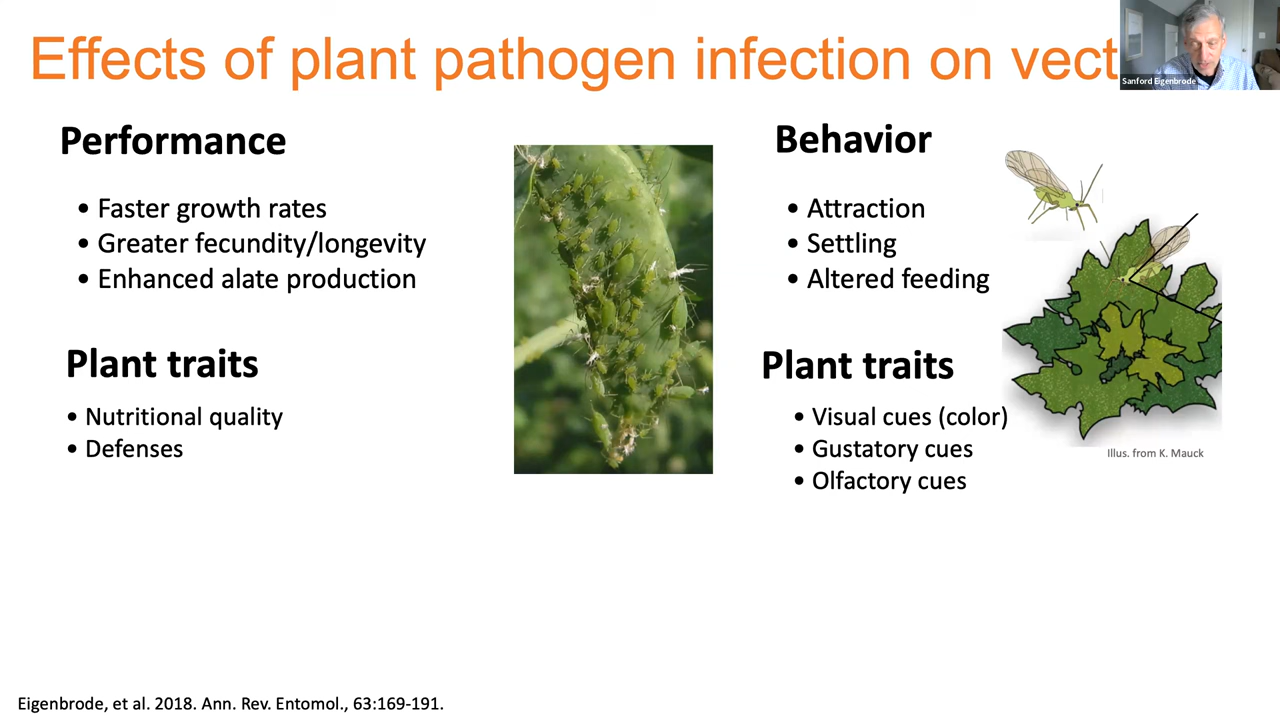 Effects of plant pathogen infection on vect
Sanford Eigenbrode
Performance
• Faster growth rates
• Greater fecundity/longevity
• Enhanced alate production
Plant traits
• Nutritional quality
• Defenses
Behavior
• Attraction
• Settling
• Altered feeding
Plant traits
• Visual cues (color)
• Gustatory cues
• Olfactory cues
Illus. from K. Mauck
Eigenbrode, et al. 2018. Ann. Rev. Entomol., 63:169-191.